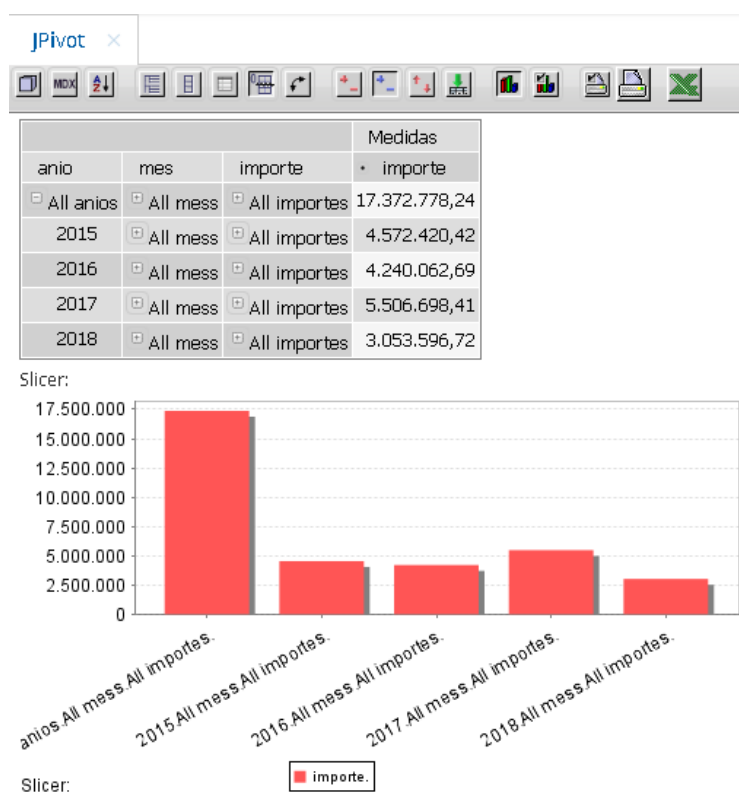 JPivot ×
MDX
Medidas
anio mes importe importe
All anios All mess All importes 17.372.778,24
2015 All mess All importes 4.572.420,42
2016 All mess All importes 4.240.062,69
2017 All mess All importes 5.506.698,41
2018 All mess All importes 3.053.596,72
Slicer:
17.500.000
15.000.000
12.500.000
10.000.000
7.500.000
5.000.000
2.500.000
0
anios.All mess.All importes.
2015.All mess.All importes.
2016.All mess.All importes.
2017.All mess.All importes.
2018.All mess.All importes.
importe.
Slicer: